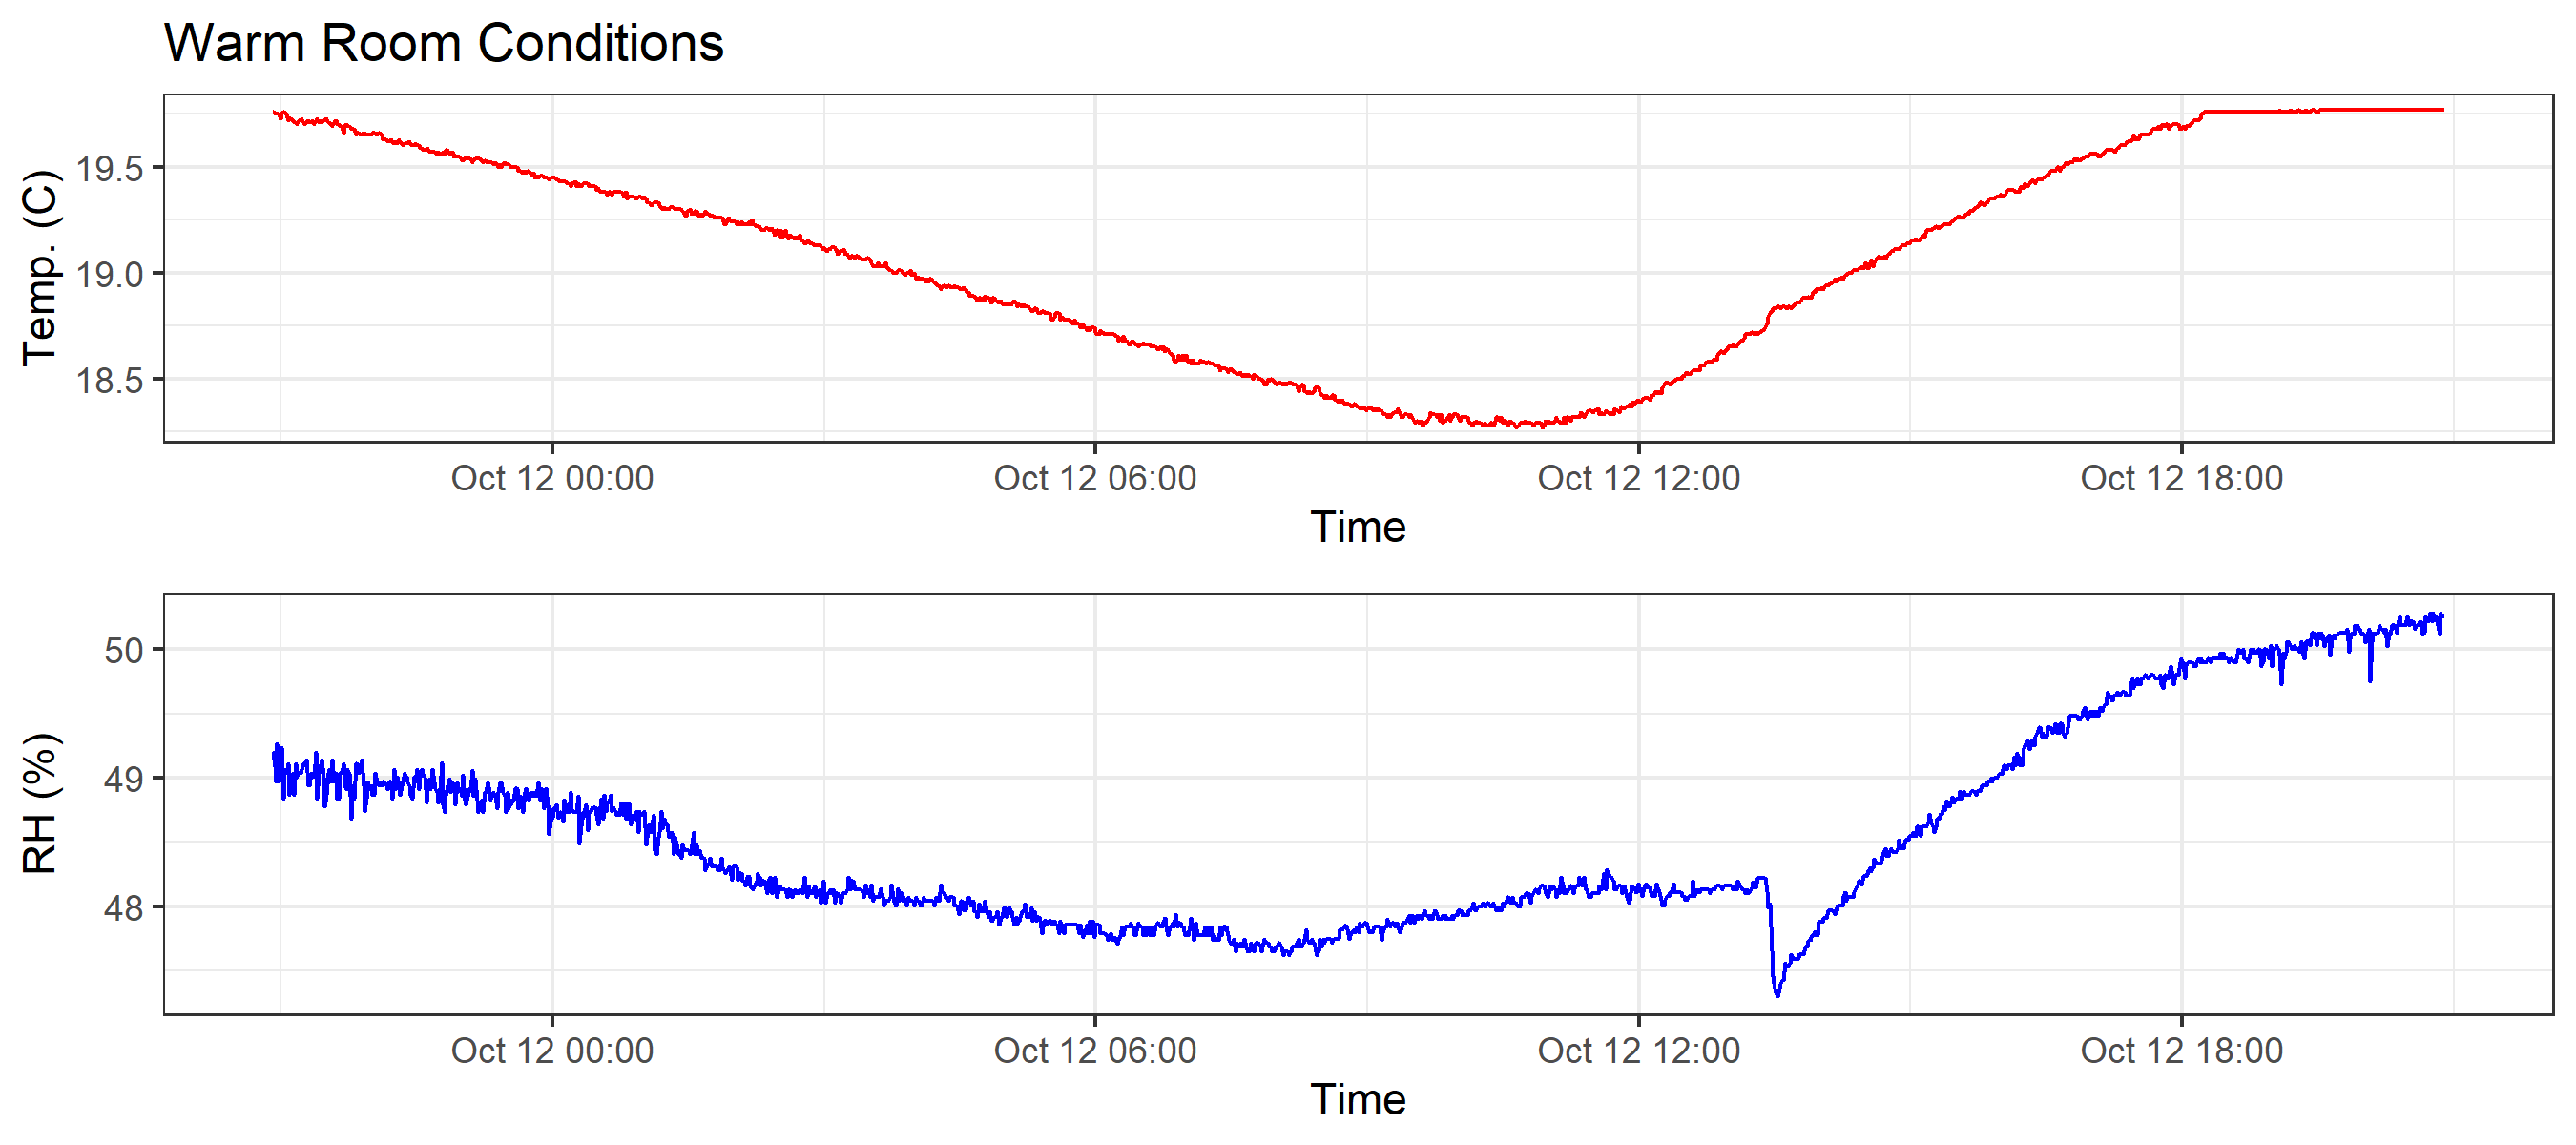 Warm Room Conditions
Temp. (C)
19.5
19.0
18.5
Oct 12 00:00 Oct 12 06:00 Oct 12 12:00 Oct 12 18:00
Time
RH (%)
50
49
48
Oct 12 00:00 Oct 12 06:00 Oct 12 12:00 Oct 12 18:00
Time